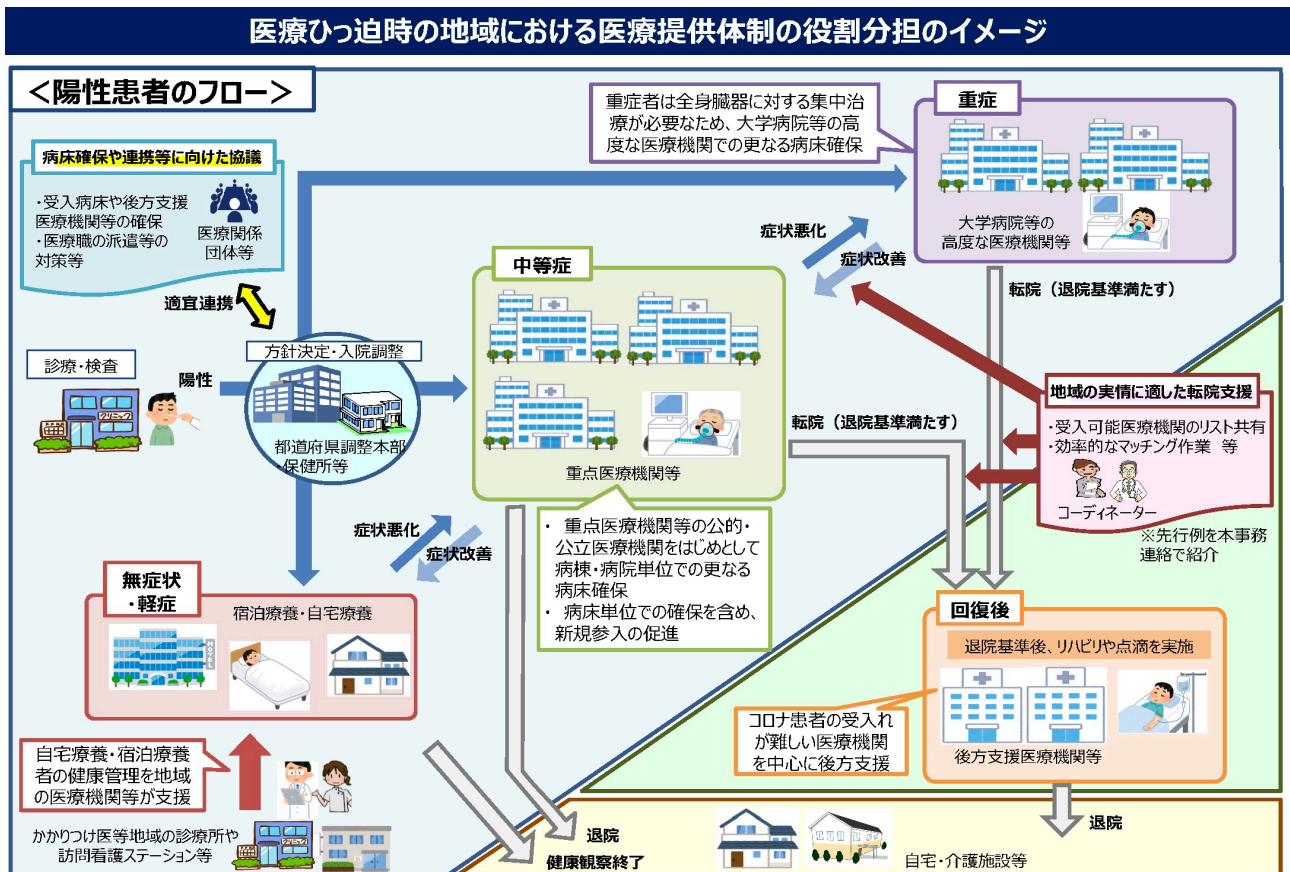 医療ひっ迫時の地域における医療提供体制の役割分担のイメージ
＜陽性患者のフロー＞
病床確保や連携等に向けた協議
・受入病床や後方支援
医療機関等の確保
・医療職の派遣等の
対策等
医療関係
団体等
適宜連携
診療・検査
クリニック
陽性
方針決定・入院調整
都道府県調整本部
・保健所等
重症者は全身臓器に対する集中治
療が必要なため、大学病院等の高
度な医療機関での更なる病床確保
重症
大学病院等の
高度な医療機関等
症状悪化
症状改善
中等症
重点医療機関等
・ 重点医療機関等の公的・
公立医療機関をはじめとして
病棟・病院単位での更なる
病床確保
・ 病床単位での確保を含め、
新規参入の促進
転院（退院基準満たす）
転院（退院基準満たす）
地域の実情に適した転院支援
・受入可能医療機関のリスト共有
・効率的なマッチング作業 等
コーディネーター
※先行例を本事務
連絡で紹介
症状悪化
症状改善
無症状
・軽症
宿泊療養・自宅療養
HOTEL
自宅療養・宿泊療養
者の健康管理を地域
の医療機関等が支援
かかりつけ医等地域の診療所や
訪問看護ステーション等
クリニック
回復後
退院基準後、リハビリや点滴を実施
後方支援医療機関等
コロナ患者の受入れ
が難しい医療機関
を中心に後方支援
退院
健康観察終了
退院
自宅・介護施設等